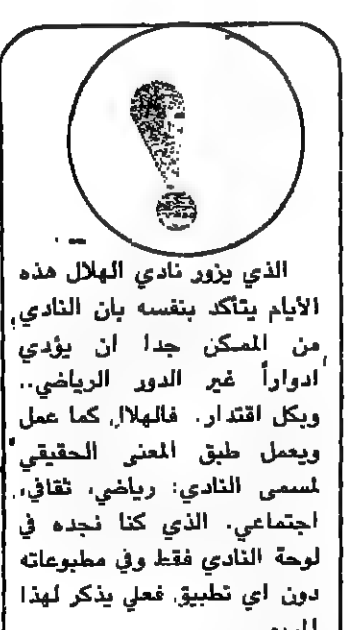 الذي يزور نادي الهلال هذه
الأيام يتأكد بنفسه بان النادي
من الممكن جدا ان يؤدي
ادواراً غير الدور الرياضي..
وبكل اقتدار. فالهلال كما عمل
ويعمل طبق المعنى الحقيقي
لمسمى النادي: رياضي، ثقافي،
اجتماعي. الذي كنا نجده في
لوحة النادي فقط وفي مطبوعاته
دون اي تطبيق فعلي يذكر لهذا